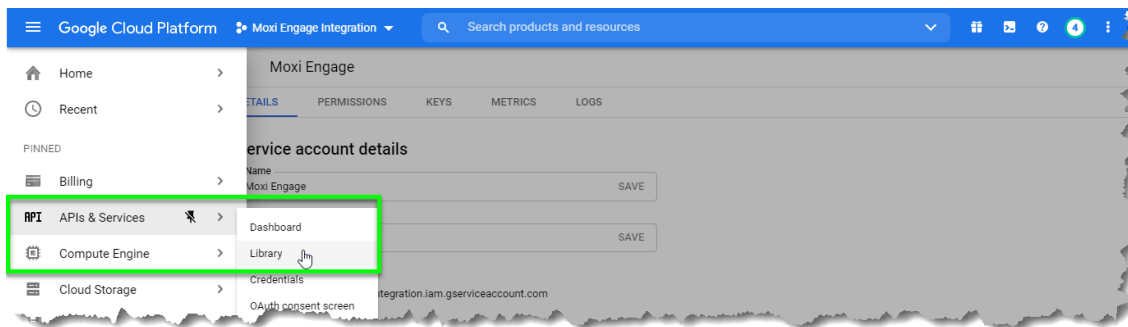 Google Cloud Platform Moxi Engage Integration Search products and resources 4
Home
Recent
PINNED
Billing
API APIs & Services
Compute Engine
Cloud Storage
Dashboard
Library
Credentials
OAuth consent screen
Moxi Engage
ETAILS PERMISSIONS KEYS METRICS LOGS
ervice account details
Name
Moxi Engage SAVE
SAVE
ntegration.iam.gserviceaccount.com